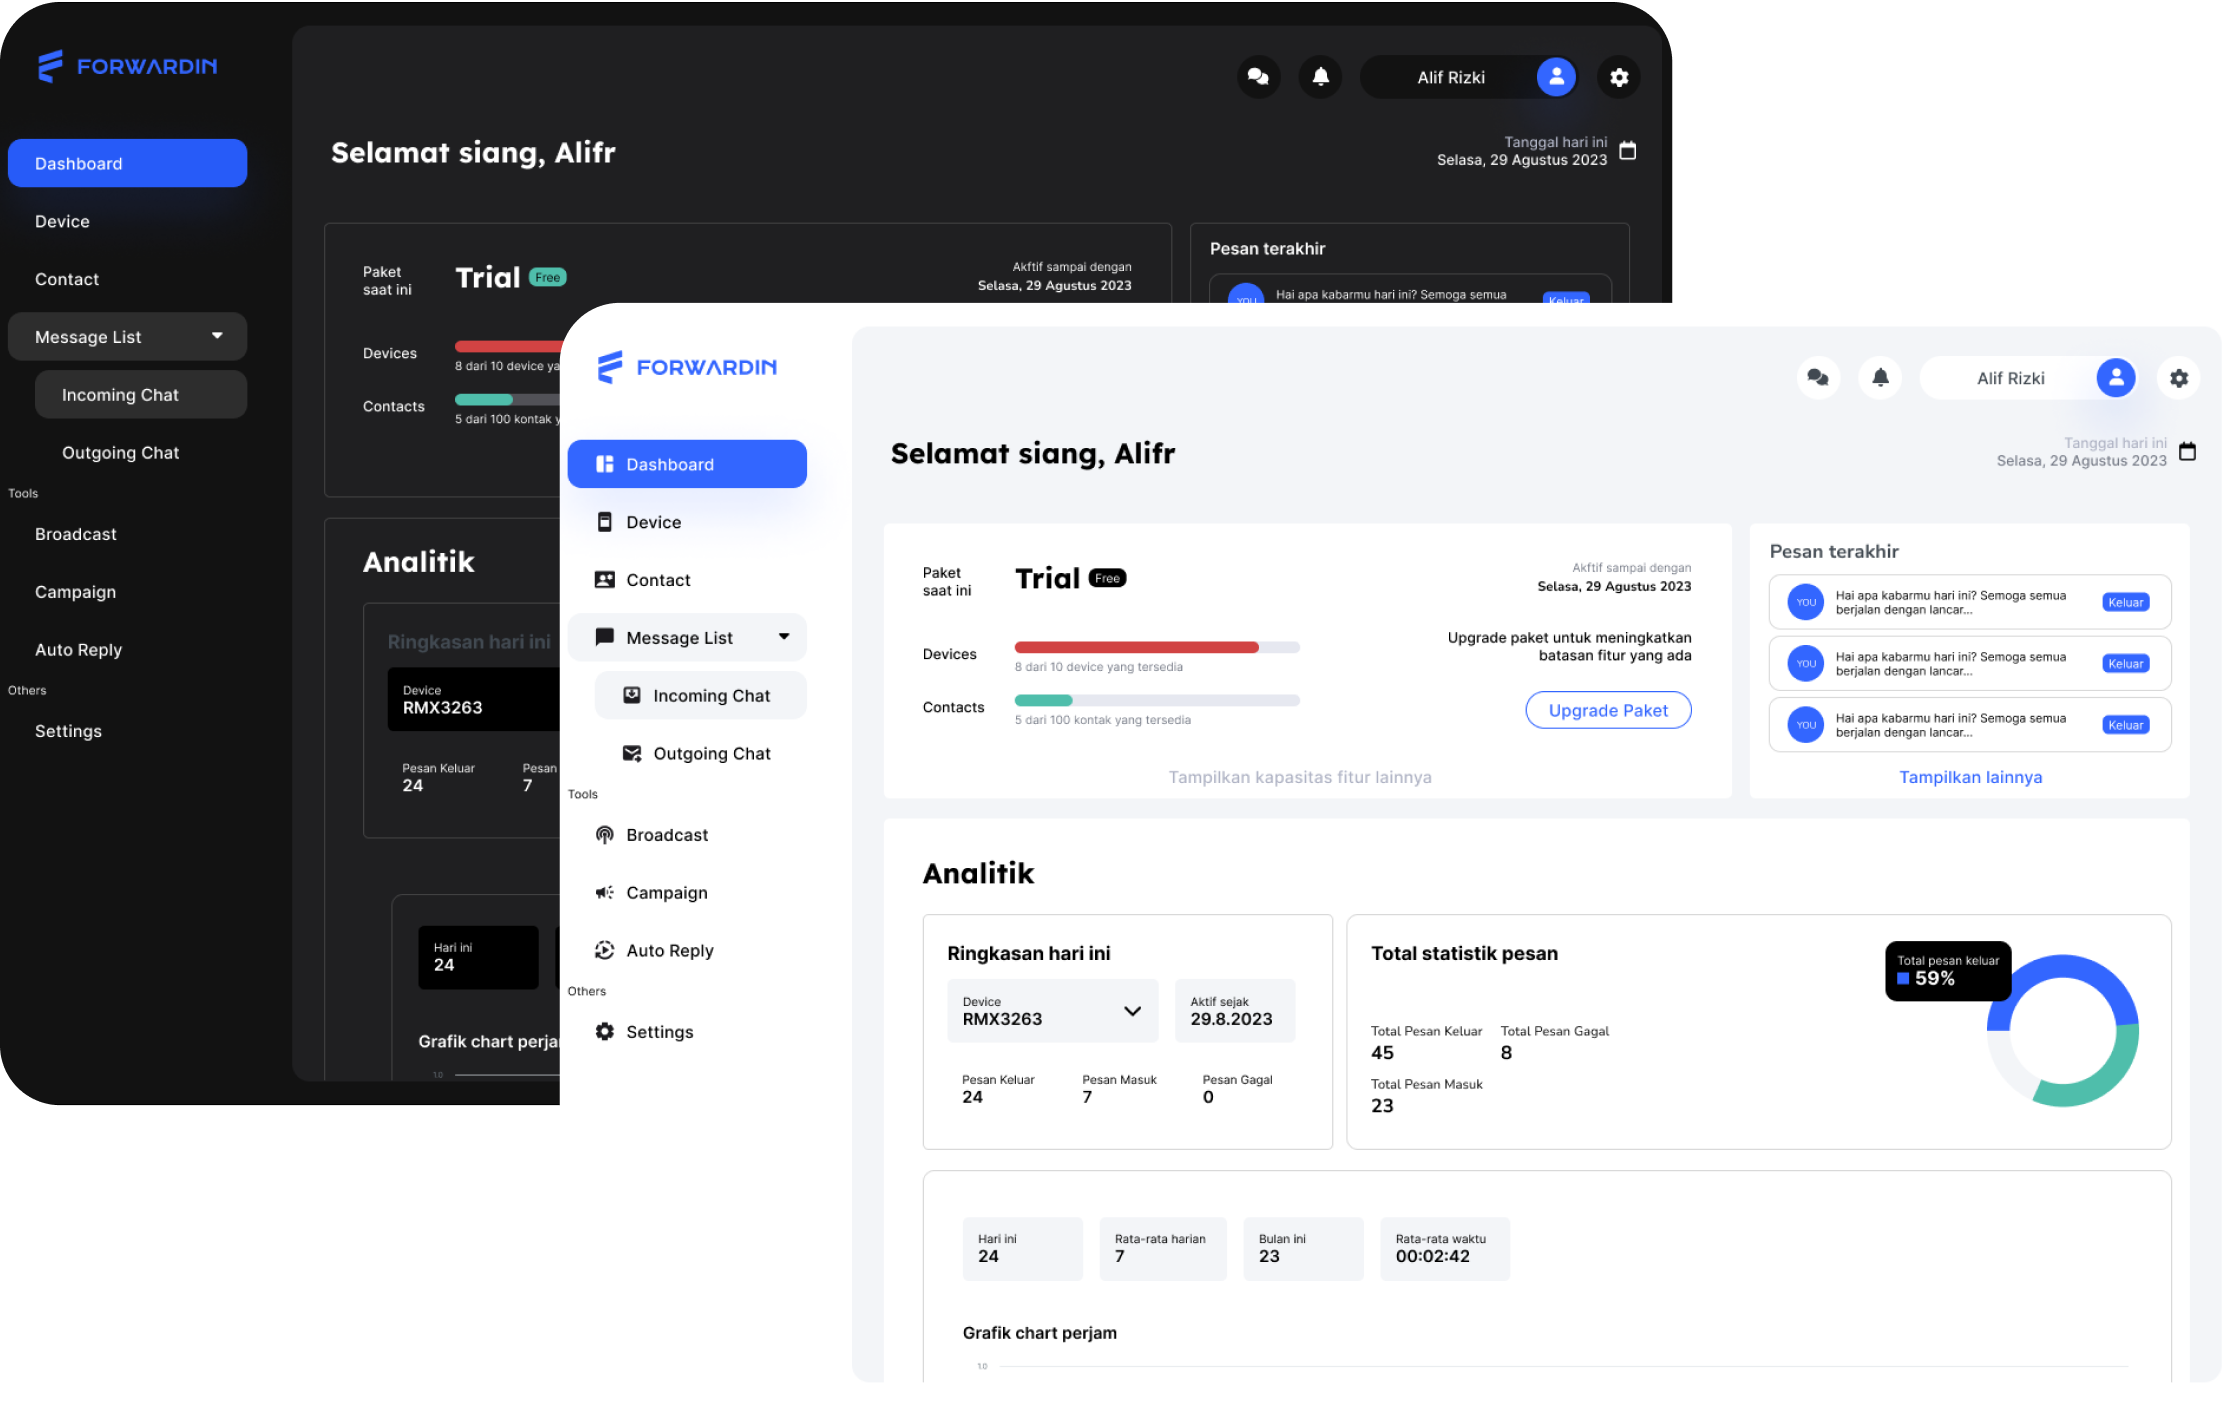 FORWARDIN
Dashboard
Device
Contact
Message List
Incoming Chat
Outgoing Chat
Tools
Broadcast
Campaign
Auto Reply
Others
Settings
Alif Rizki
Selamat siang, Alifr
Tanggal hari ini
Selasa, 29 Agustus 2023
Paket
saat ini
Trial Free
Akftif sampai dengan
Selasa, 29 Agustus 2023
Devices
8 dari 10 device ya
Contacts
5 dari 100 kontak y
Pesan terakhir
YOU
Hai apa kabarmu hari ini? Semoga semua
Keluar
Analitik
Ringkasan hari ini
Device
RMX3263
Pesan Keluar
24
Pesan
7
Hari ini
24
Grafik chart perja
1.0
FORWARDIN
Dashboard
Device
Contact
Message List
Incoming Chat
Outgoing Chat
Tools
Broadcast
Campaign
Auto Reply
Others
Settings
Alif Rizki
Selamat siang, Alifr
Tanggal hari ini
Selasa, 29 Agustus 2023
Paket
saat ini
Trial Free
Akftif sampai dengan
Selasa, 29 Agustus 2023
Devices
8 dari 10 device yang tersedia
Contacts
5 dari 100 kontak yang tersedia
Upgrade paket untuk meningkatkan
batasan fitur yang ada
Upgrade Paket
Tampilkan kapasitas fitur lainnya
Pesan terakhir
YOU
Hai apa kabarmu hari ini? Semoga semua
berjalan dengan lancar...
Keluar
YOU
Hai apa kabarmu hari ini? Semoga semua
berjalan dengan lancar...
Keluar
YOU
Hai apa kabarmu hari ini? Semoga semua
berjalan dengan lancar...
Keluar
Tampilkan lainnya
Analitik
Ringkasan hari ini
Device
RMX3263
Aktif sejak
29.8.2023
Pesan Keluar
24
Pesan Masuk
7
Pesan Gagal
0
Total statistik pesan
Total Pesan Keluar
45
Total Pesan Gagal
8
Total Pesan Masuk
23
Total pesan keluar
59%
Hari ini
24
Rata-rata harian
7
Bulan ini
23
Rata-rata waktu
00:02:42
Grafik chart perjam
1.0